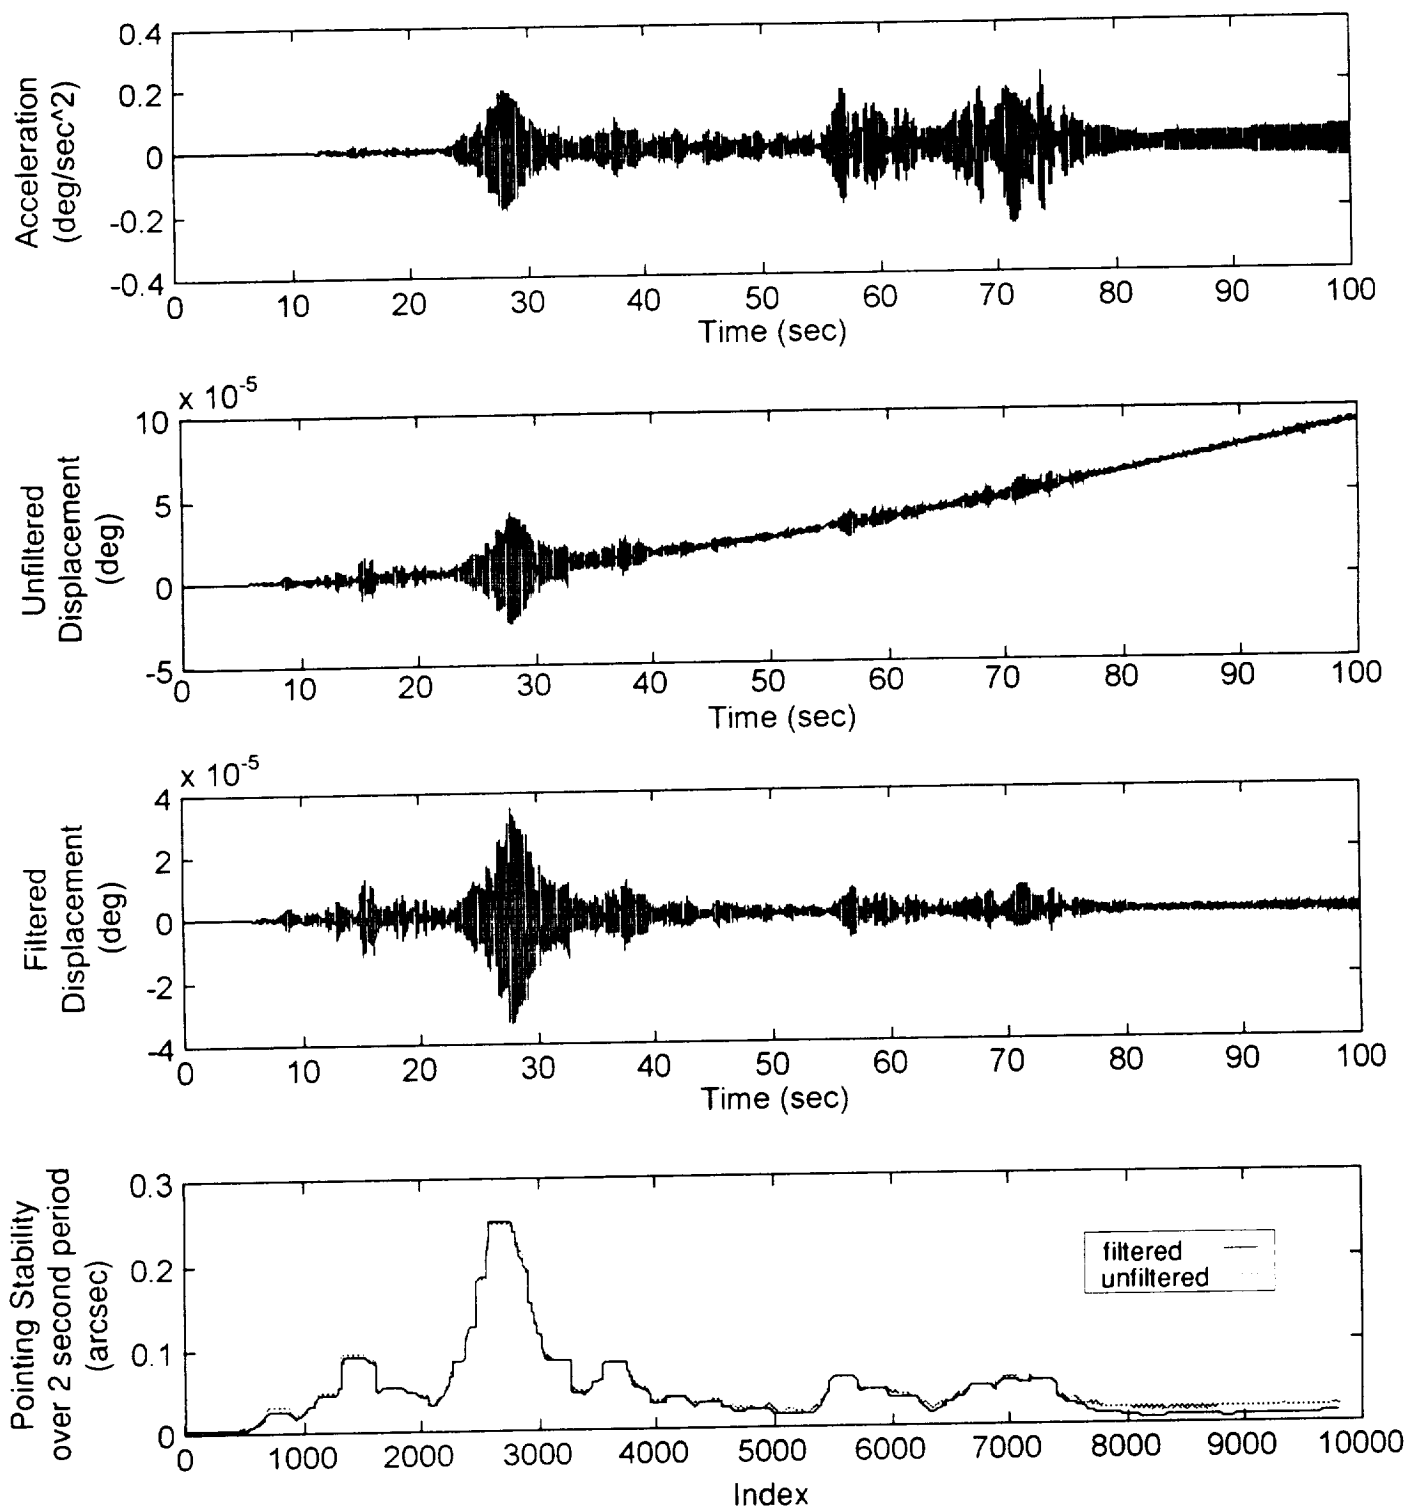 Acceleration
(deg/sec^2)
0.4
0.2
0
-0.2
-0.4
0 10 20 30 40 50 60 70 80 90 100
Time (sec)
x 10-5
Unfiltered
Displacement
(deg)
10
5
0
-5
0 10 20 30 40 50 60 70 80 90 100
Time (sec)
x 10-5
Filtered
Displacement
(deg)
4
2
0
-2
-4
0 10 20 30 40 50 60 70 80 90 100
Time (sec)
Pointing Stability
over 2 second period
(arcsec)
0.3
0.2
0.1
0
filtered
unfiltered
0 1000 2000 3000 4000 5000 6000 7000 8000 9000 10000
Index